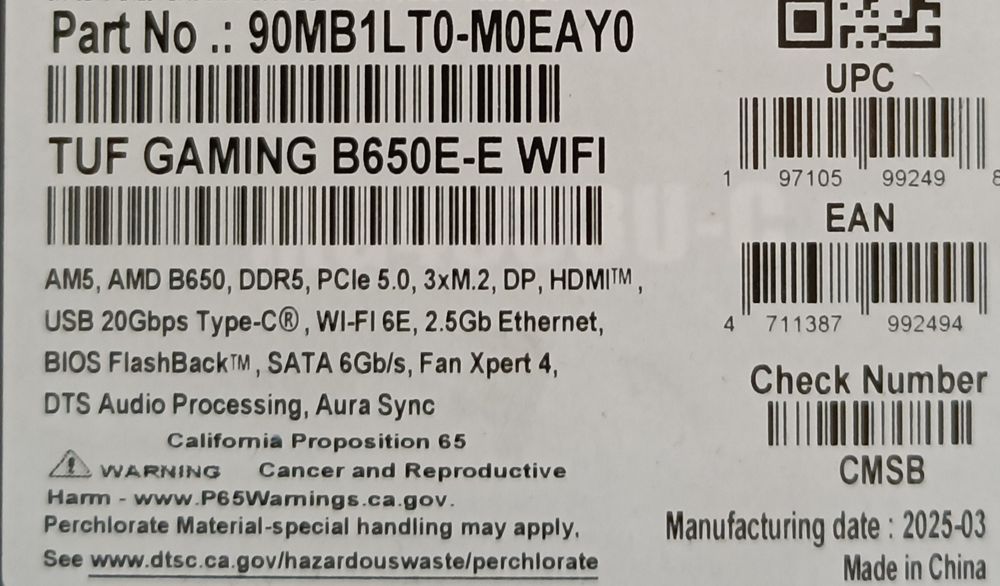 Part No .: 90MB1LT0-M0EAY0
TUF GAMING B650E-E WIFI
AM5, AMD B650, DDR5, PCIe 5.0, 3xM.2, DP, HDMI™,
USB 20Gbps Type-C®, WI-FI 6E, 2.5Gb Ethernet,
BIOS FlashBack™, SATA 6Gb/s, Fan Xpert 4,
DTS Audio Processing, Aura Sync
California Proposition 65
⚠ WARNING Cancer and Reproductive
Harm - www.P65Warnings.ca.gov.
Perchlorate Material-special handling may apply,
See www.dtsc.ca.gov/hazardouswaste/perchlorate
UPC
1 97105 99249 8
EAN
4 711387 992494
Check Number
CMSB
Manufacturing date : 2025-03
Made in China